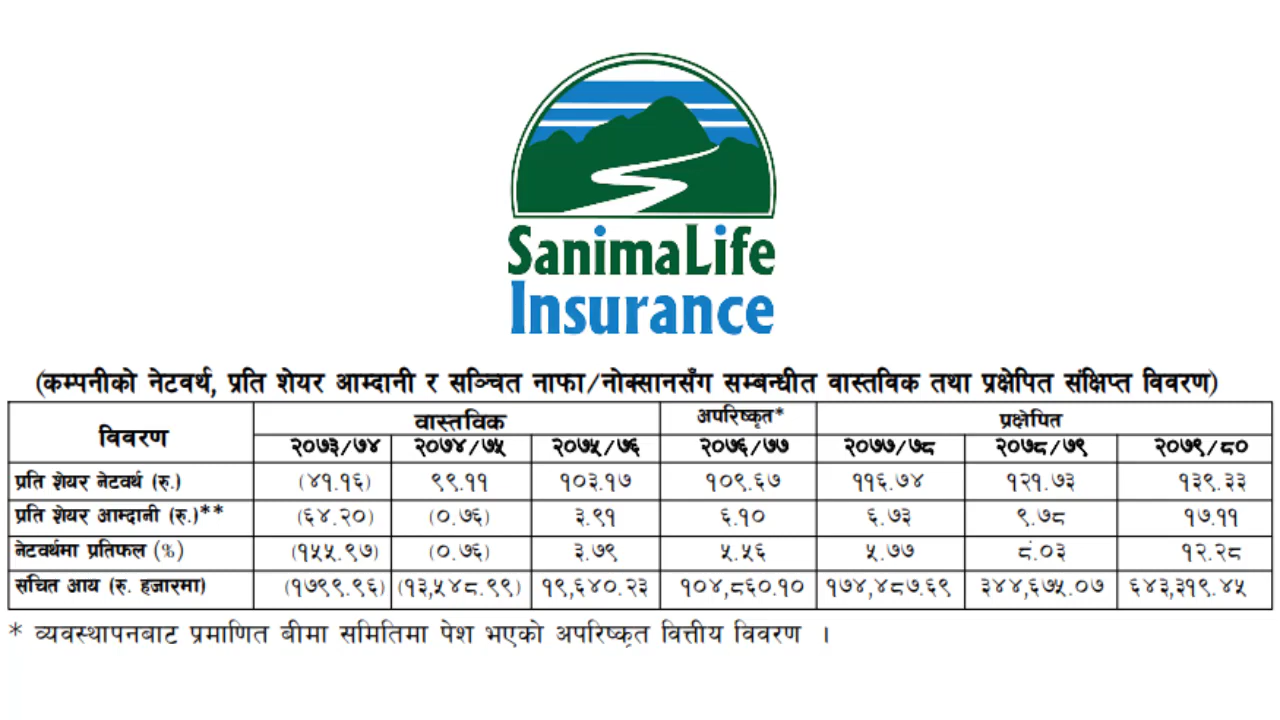 SanimaLife
Insurance
(कम्पनीको नेटवर्थ, प्रति शेयर आम्दानी र सञ्चित नाफा/नोक्सानसँग सम्बन्धीत वास्तविक तथा प्रक्षेपित संक्षिप्त विवरण)
विवरण वास्तविक अपरिष्कृत* प्रक्षेपित
२०७३/७४ २०७४/७५ २०७५/७६ २०७६/७७ २०७७/७८ २०७८/७९ २०७९/८०
प्रति शेयर नेटवर्थ (रु.) (४१.१६) ९९.११ १०३.१७ १०९.६७ ११६.७४ १२१.७३ १३९.३३
प्रति शेयर आम्दानी (रु.)** (६४.२०) (०.७६) ३.९१ ६.१० ६.७३ ९.७८ १७.११
नेटवर्थमा प्रतिफल (%) (१५५.९७) (०.७६) ३.७९ ५.५६ ५.७७ ८.०३ १२.२८
संचित आय (रु. हजारमा) (१७९९.९६) (१३,५४८.९९) १९,६४०.२३ १०४,८६०.१० १७४,४८७.६९ ३४४,६७५.०७ ६४३,३१९.४५
* व्यवस्थापनबाट प्रमाणित बीमा समितिमा पेश भएको अपरिष्कृत वित्तीय विवरण ।